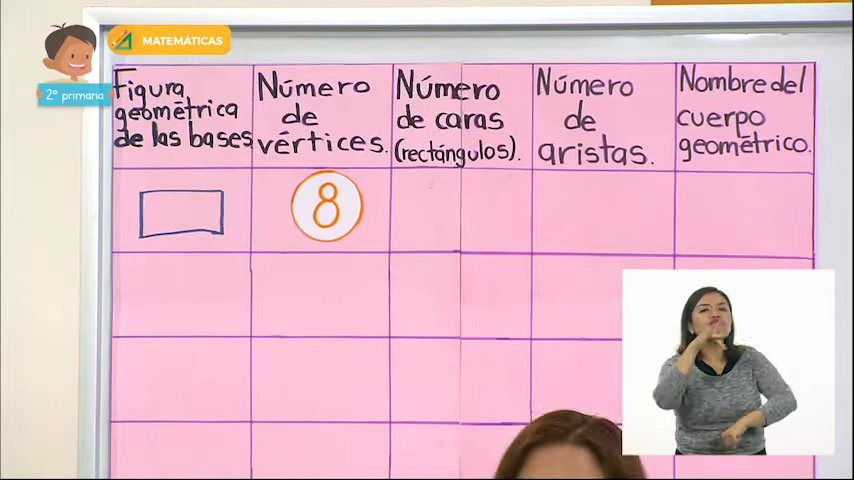 MATEMÁTICAS
2° primaria
Figura
geométrica
de las bases
Número
de
vértices.
Número
de caras
(rectángulos).
Número
de
aristas.
Nombre del
cuerpo
geométrico.
8